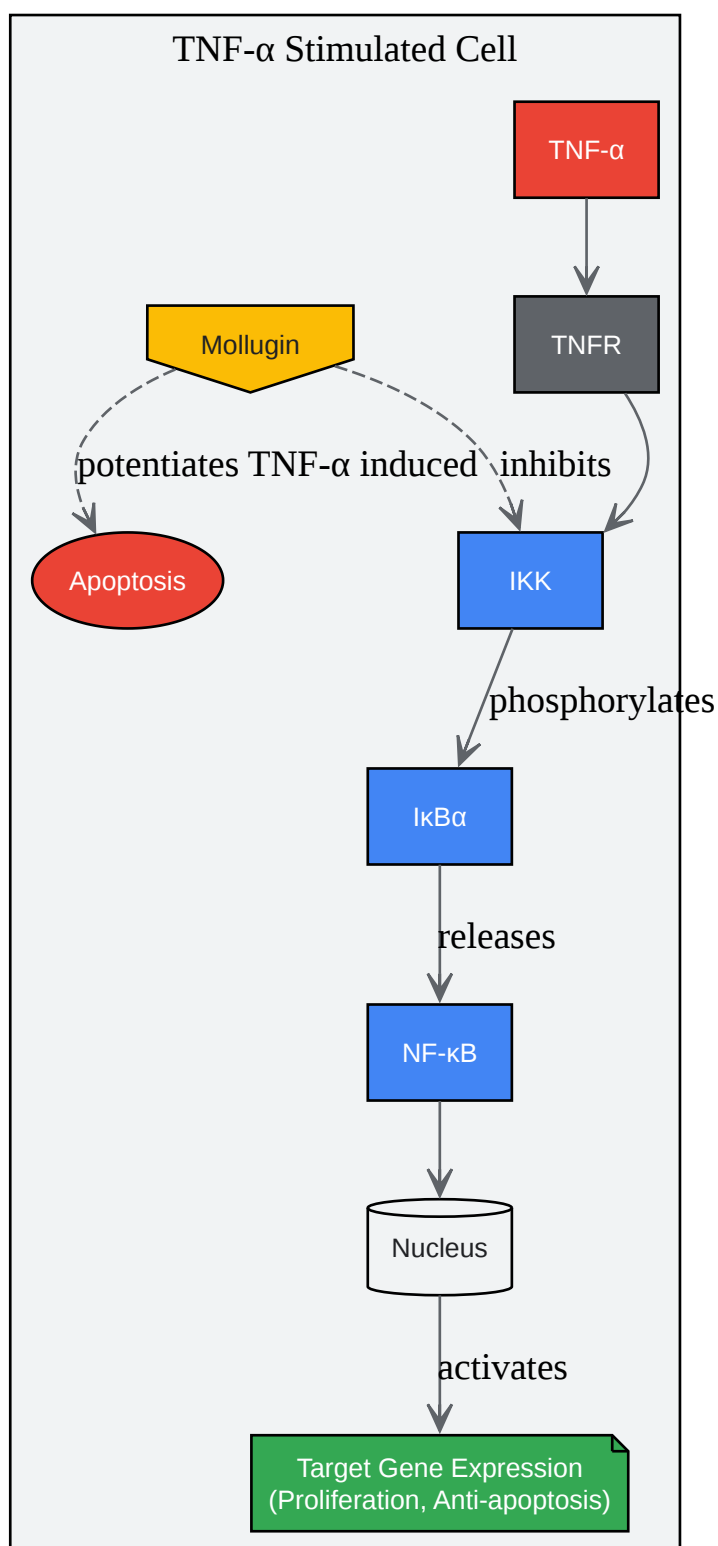 TNF-α Stimulated Cell
TNF-α
Mollugin
TNFR
potentiates TNF-α induced
inhibits
Apoptosis
IKK
phosphorylates
IκBα
releases
NF-κB
Nucleus
activates
Target Gene Expression
(Proliferation, Anti-apoptosis)